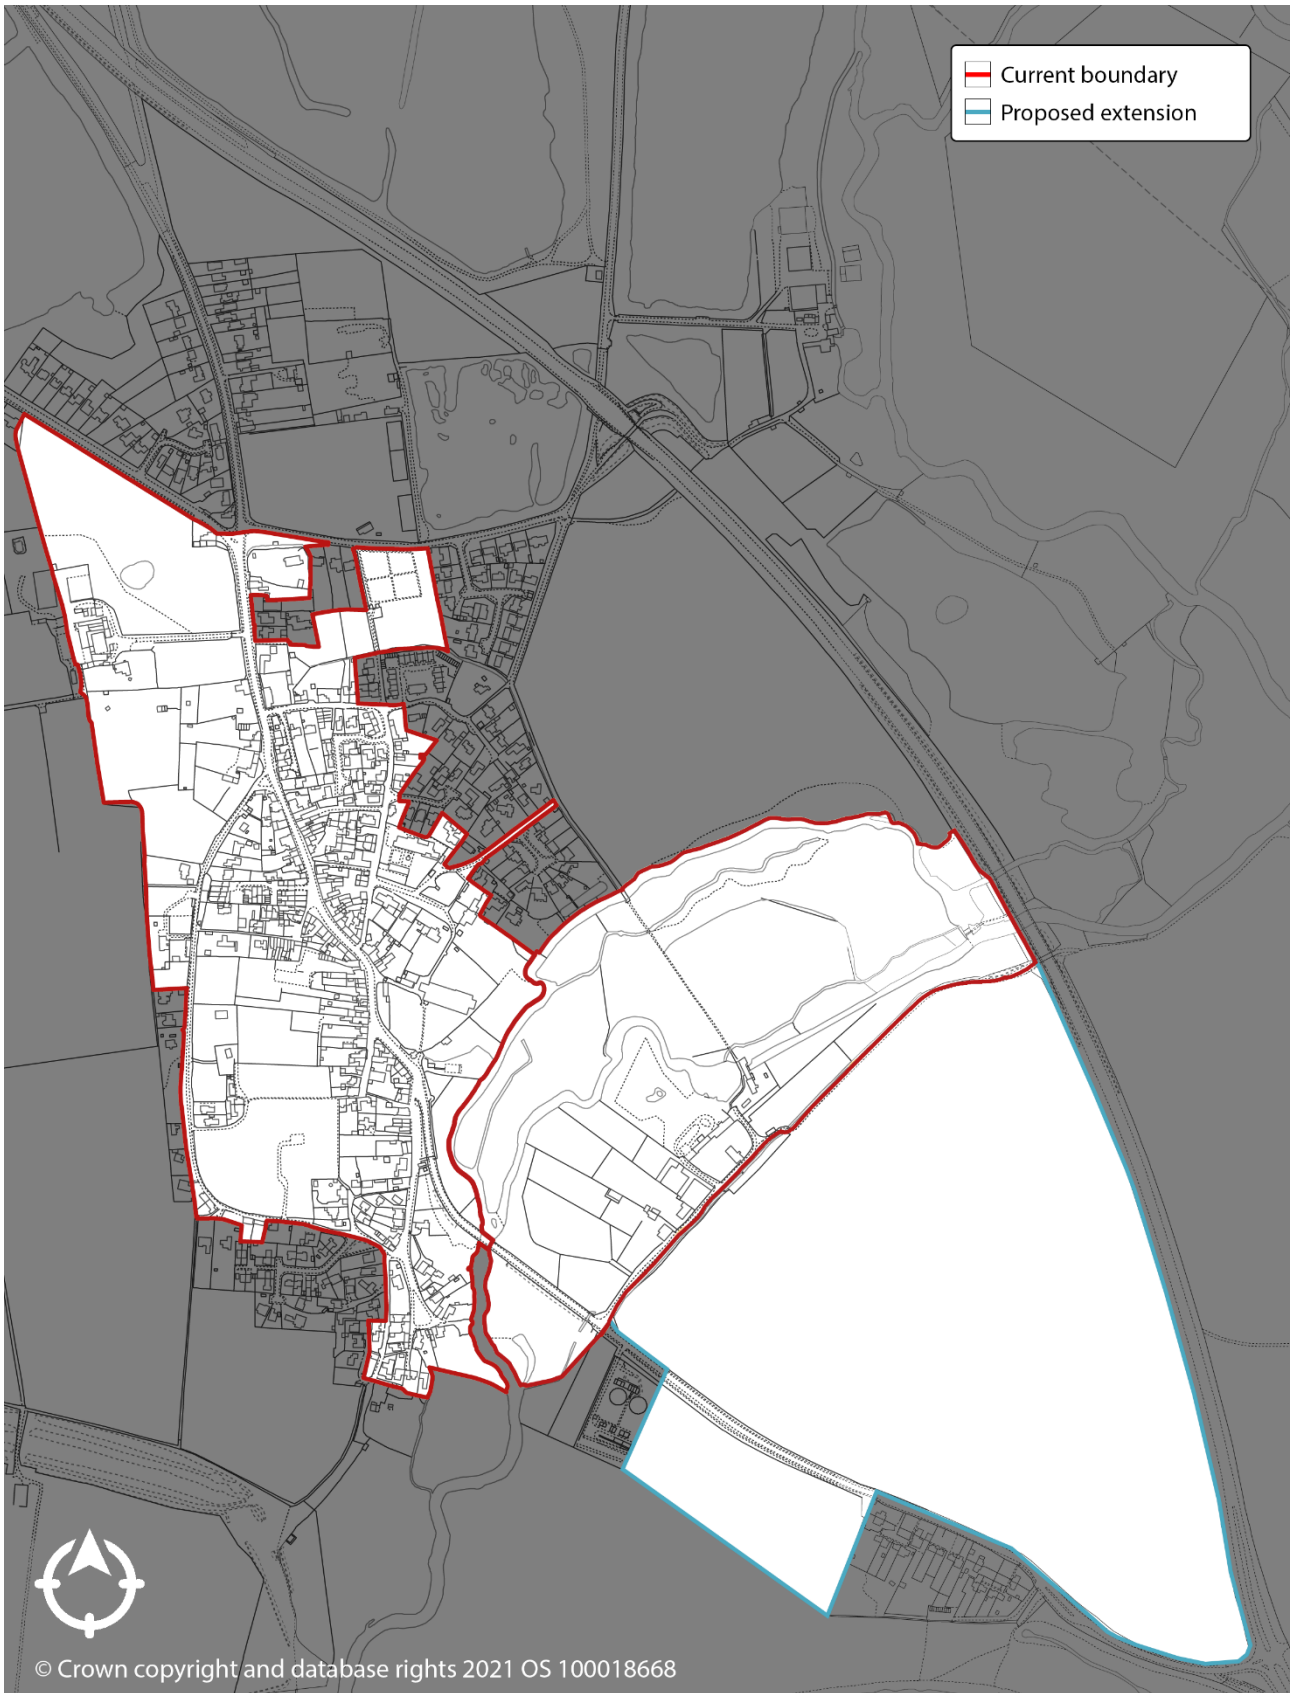 Current boundary
Proposed extension
© Crown copyright and database rights 2021 OS 100018668